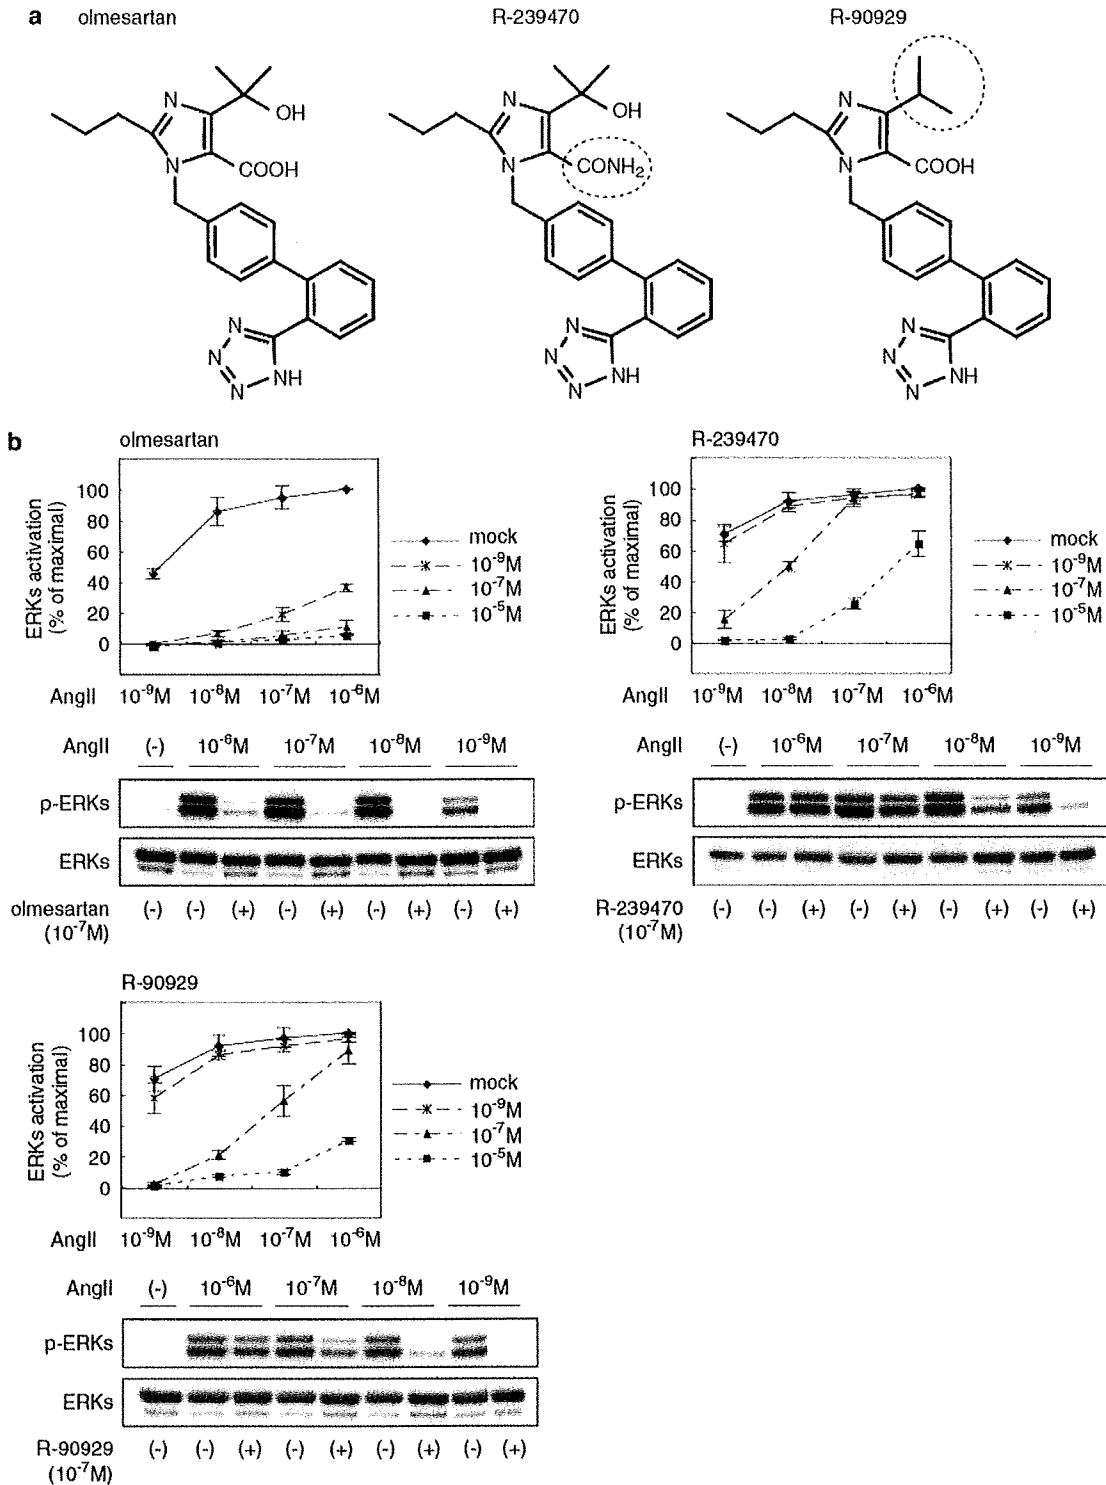 a olmesartan R-239470 R-90929
N OH N COOH
N OH N CONH2
N N COOH
N N N NH
N N N NH
N N N NH
b olmesartan
ERKs activation
(% of maximal)
100
80
60
40
20
0
mock
10-9M
10-7M
10-5M
AngII 10-9M 10-8M 10-7M 10-6M
AngII (-) 10-6M 10-7M 10-8M 10-9M
p-ERKs
ERKs
olmesartan (-) (-) (+) (-) (+) (-) (+) (-) (+)
(10-7M)
R-239470
ERKs activation
(% of maximal)
100
80
60
40
20
0
mock
10-9M
10-7M
10-5M
AngII 10-9M 10-8M 10-7M 10-6M
AngII (-) 10-6M 10-7M 10-8M 10-9M
p-ERKs
ERKs
R-239470 (-) (-) (+) (-) (+) (-) (+) (-) (+)
(10-7M)
R-90929
ERKs activation
(% of maximal)
100
80
60
40
20
0
mock
10-9M
10-7M
10-5M
AngII 10-9M 10-8M 10-7M 10-6M
AngII (-) 10-6M 10-7M 10-8M 10-9M
p-ERKs
ERKs
R-90929 (-) (-) (+) (-) (+) (-) (+) (-) (+)
(10-7M)